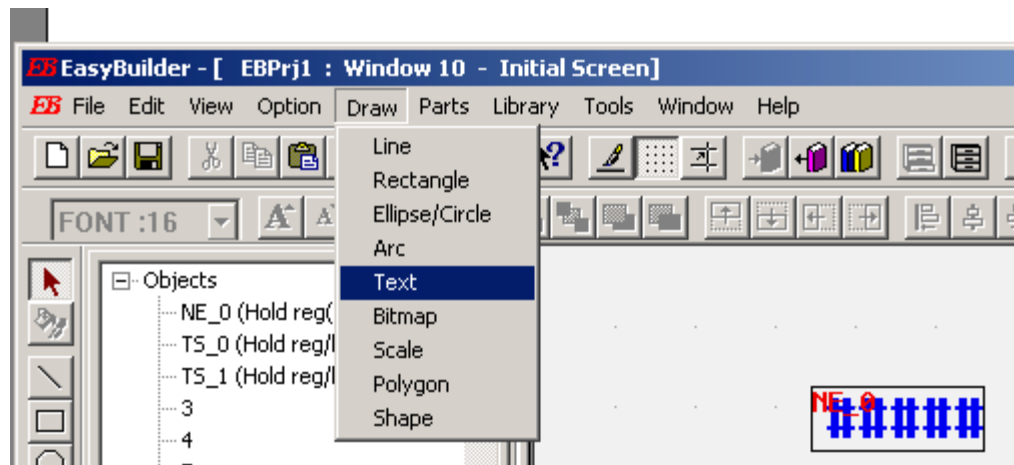 EB EasyBuilder - [ EBPrj1 : Window 10 - Initial Screen]
EB File Edit View Option Draw Parts Library Tools Window Help
Line
Rectangle
Ellipse/Circle
Arc
Text
Bitmap
Scale
Polygon
Shape
FONT :16
Objects
NE_0 (Hold reg(
TS_0 (Hold reg/
TS_1 (Hold reg/
3
4
NE_0
#####